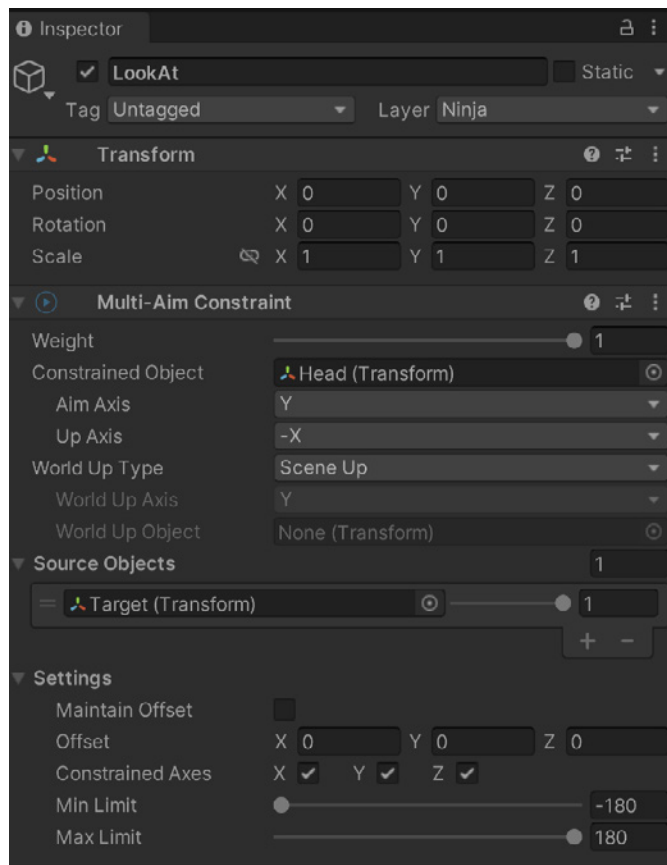 Inspector
LookAt Static
Tag Untagged Layer Ninja
Transform
Position X 0 Y 0 Z 0
Rotation X 0 Y 0 Z 0
Scale X 1 Y 1 Z 1
Multi-Aim Constraint
Weight 1
Constrained Object Head (Transform)
Aim Axis Y
Up Axis -X
World Up Type Scene Up
World Up Axis Y
World Up Object None (Transform)
Source Objects 1
Target (Transform) 1
+ −
Settings
Maintain Offset
Offset X 0 Y 0 Z 0
Constrained Axes X Y Z
Min Limit -180
Max Limit 180